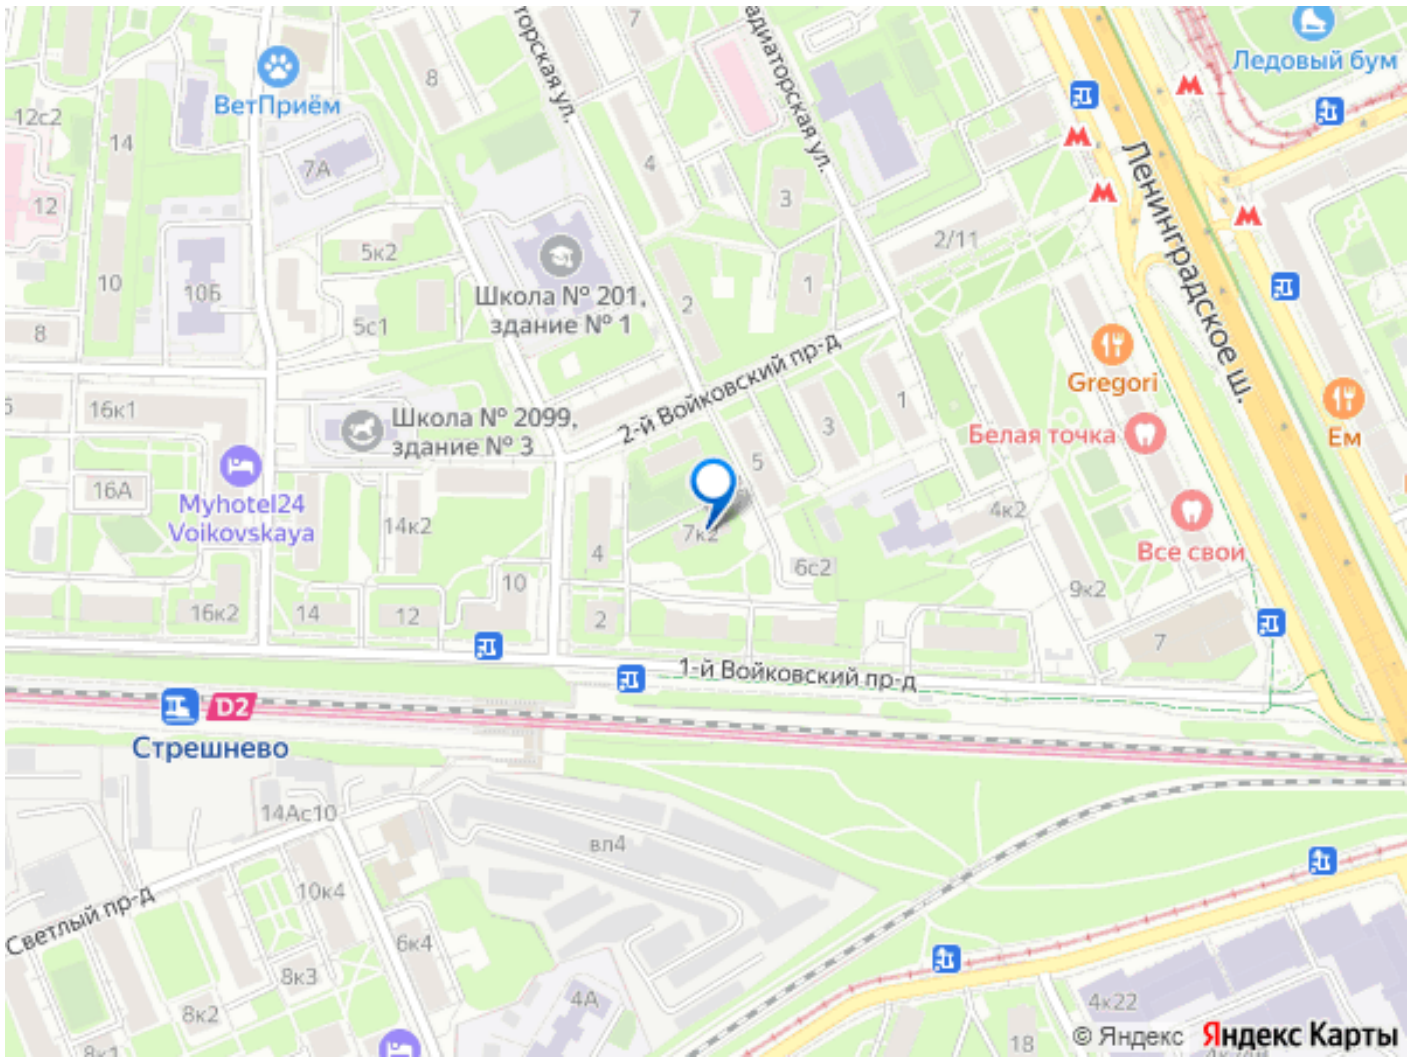 7
8
12с2
14
ВетПриём
7А
12
10
10Б
5к2
5с1
8
торская ул.
адиаторская ул.
4
3
2/11
2
1
Ледовый бум
Ленинградское ш.
Школа № 201,
здание № 1
2-й Войковский пр-д
Gregori
Белая точка
Ем
1
3
5
16к1
Школа № 2099,
здание № 3
16А
Myhotel24
Voikovskaya
14к2
4
7к2
4к2
Все свои
6с2
10
9к2
16к2
14
12
2
7
1-й Войковский пр-д
D2
Стрешнево
14Ас10
вл4
Светлый пр-д
10к4
6к4
8к3
8к2
4А
4к22
18
© Яндекс
Яндекс Карты